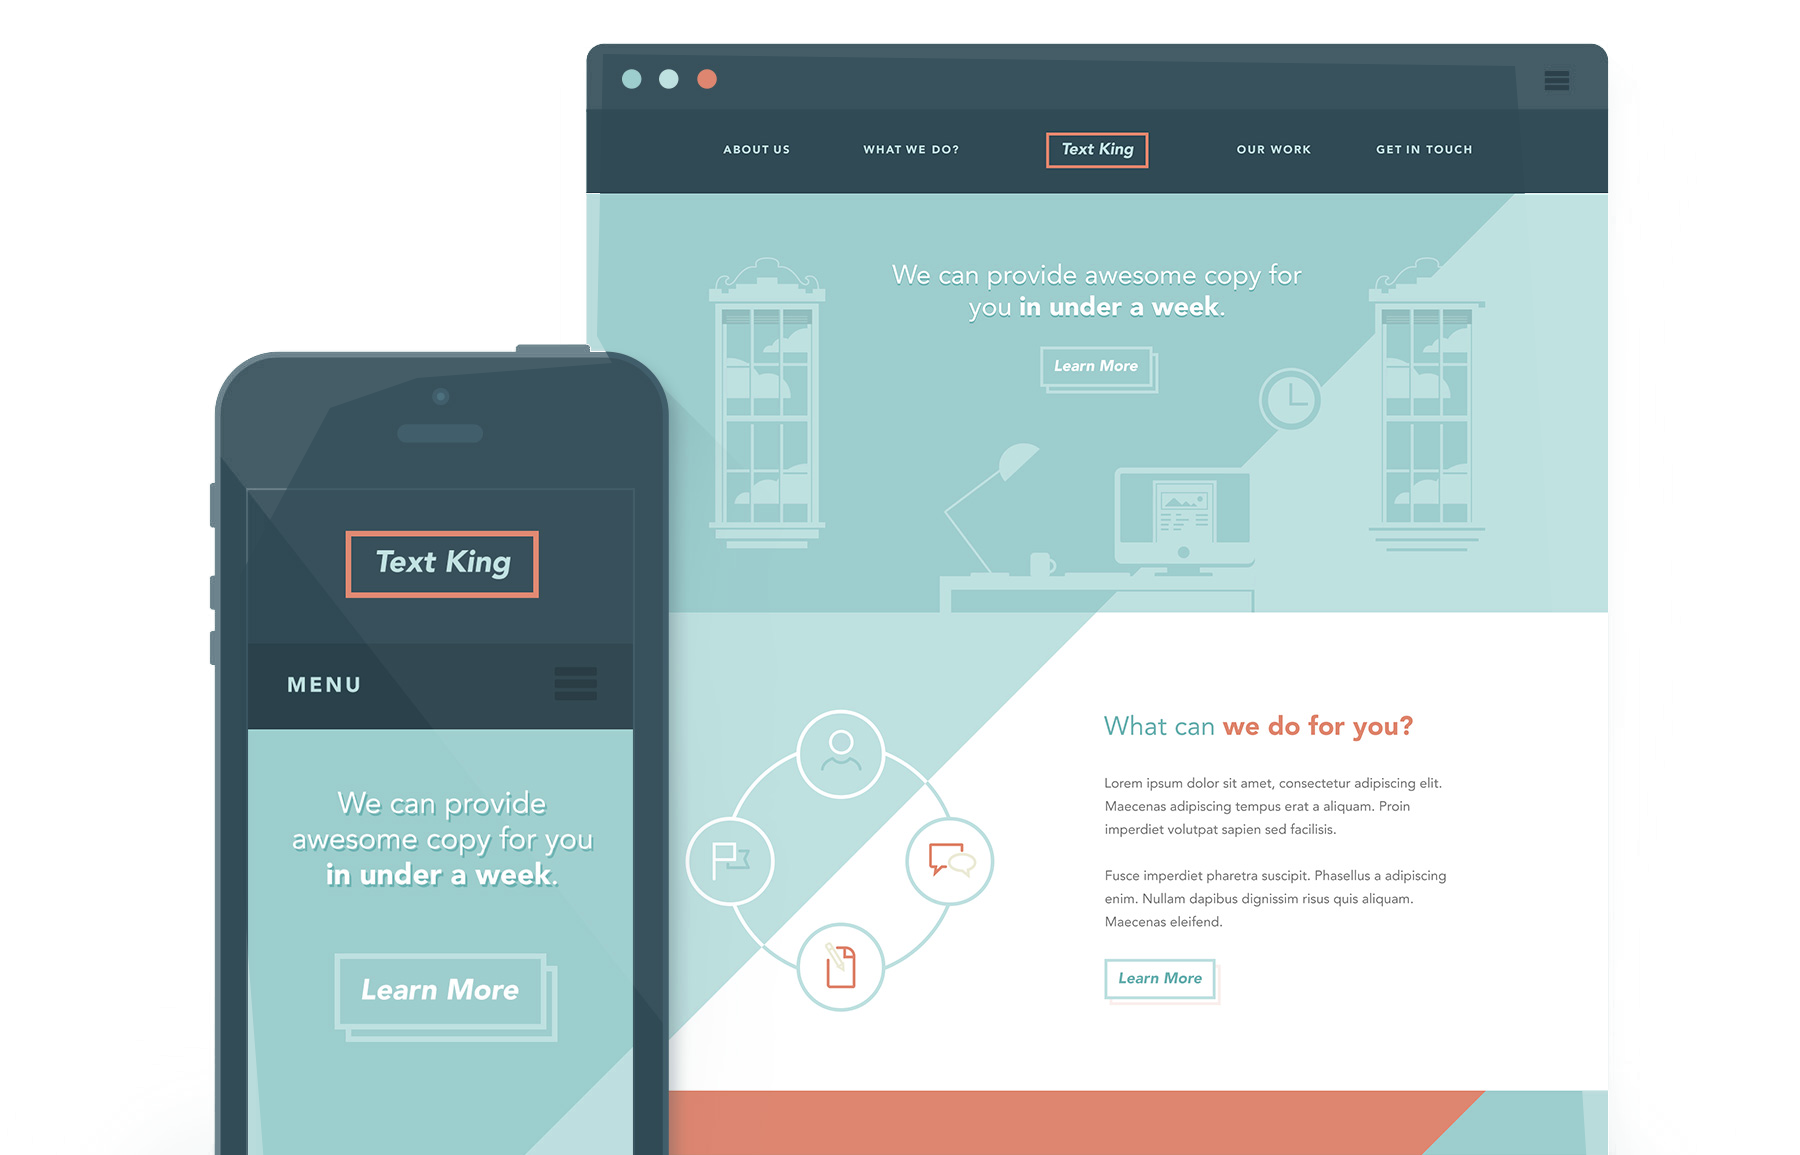 ABOUT US
WHAT WE DO?
Text King
OUR WORK
GET IN TOUCH
We can provide awesome copy for
you in under a week.
Learn More
What can we do for you?
Lorem ipsum dolor sit amet, consectetur adipiscing elit.
Maecenas adipiscing tempus erat a aliquam. Proin
imperdiet volutpat sapien sed facilisis.
Fusce imperdiet pharetra suscipit. Phasellus a adipiscing
enim. Nullam dapibus dignissim risus quis aliquam.
Maecenas eleifend.
Learn More
Text King
MENU
We can provide
awesome copy for you
in under a week.
Learn More